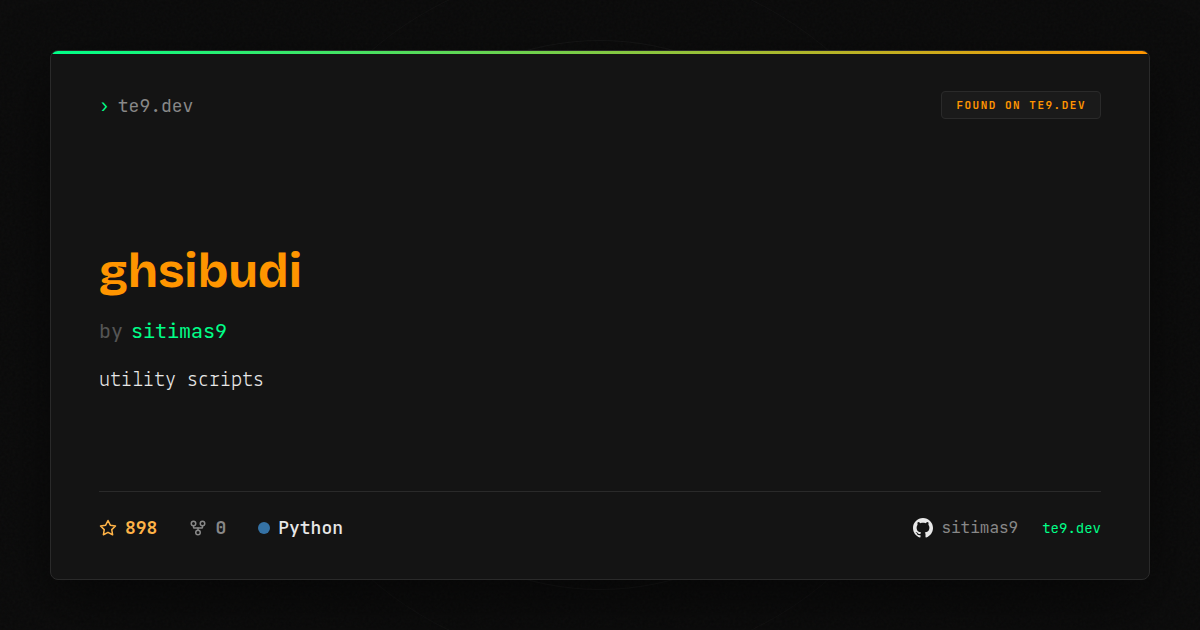 › te9.dev
FOUND ON TE9.DEV
ghsibudi
by sitimas9
utility scripts
898 0 Python
sitimas9 te9.dev